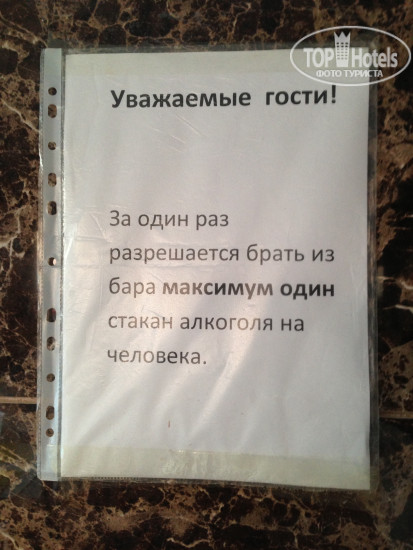 TOP Hotels
ФОТО ТУРИСТА
Уважаемые гости!
За один раз
разрешается брать из
бара максимум один
стакан алкоголя на
человека.